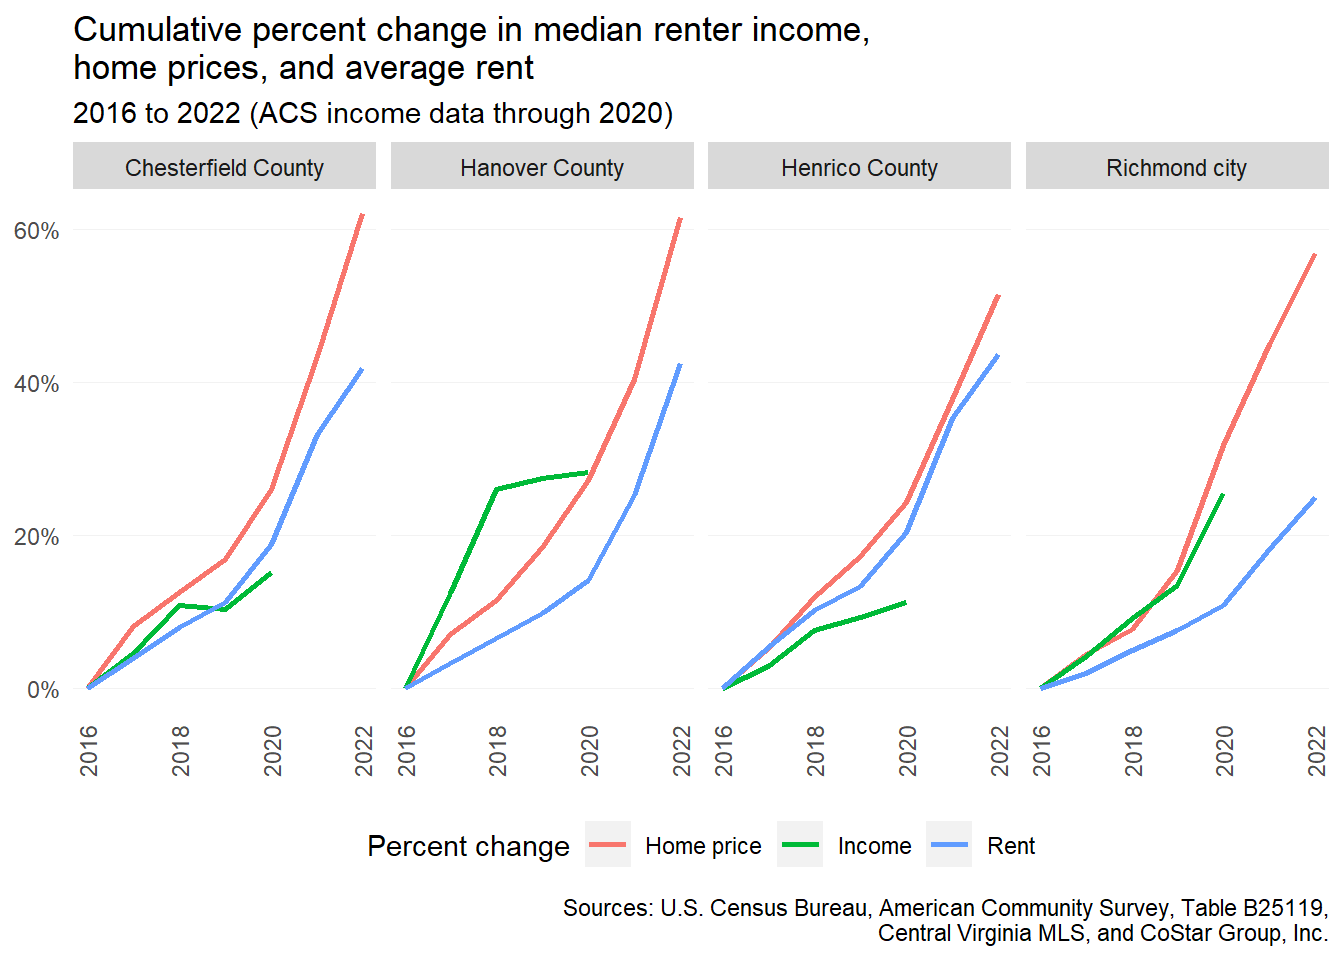 Cumulative percent change in median renter income,
home prices, and average rent
2016 to 2022 (ACS income data through 2020)
Chesterfield County
Hanover County
Henrico County
Richmond city
60%
40%
20%
0%
2016
2018
2020
2022
2016
2018
2020
2022
2016
2018
2020
2022
2016
2018
2020
2022
Percent change
Home price
Income
Rent
Sources: U.S. Census Bureau, American Community Survey, Table B25119,
Central Virginia MLS, and CoStar Group, Inc.